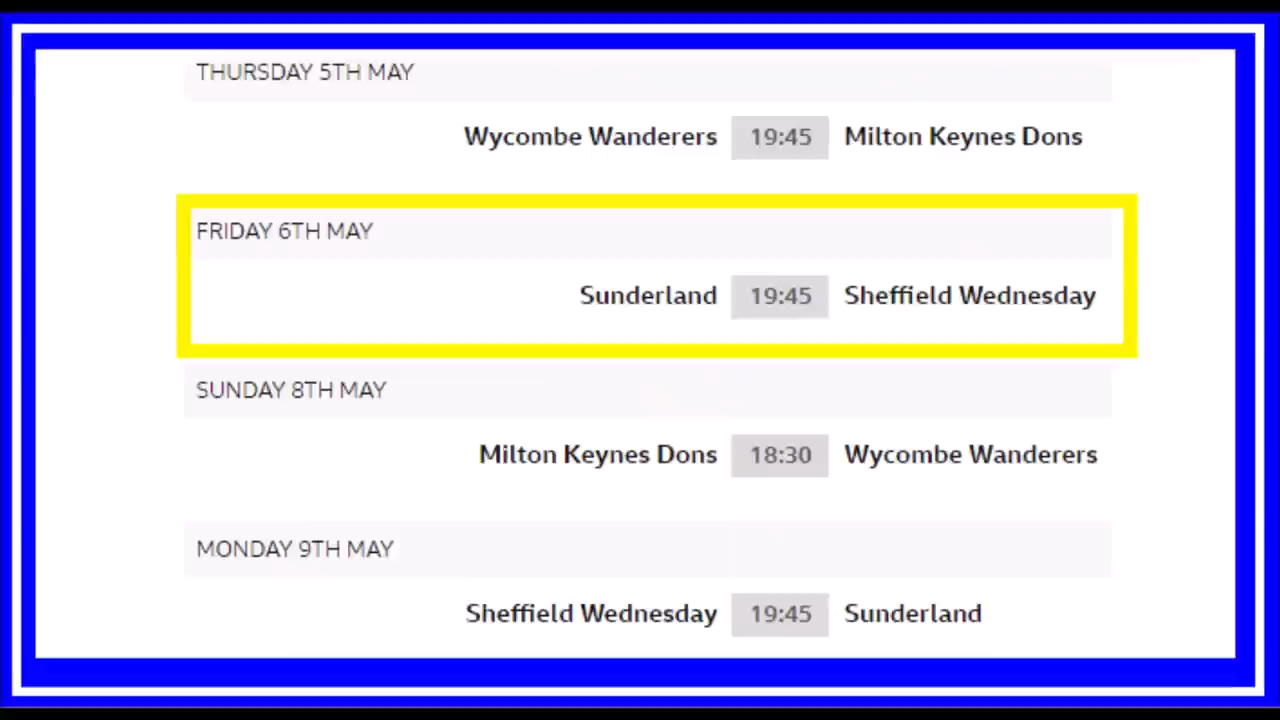 THURSDAY 5TH MAY
Wycombe Wanderers 19:45 Milton Keynes Dons
FRIDAY 6TH MAY
Sunderland 19:45 Sheffield Wednesday
SUNDAY 8TH MAY
Milton Keynes Dons 18:30 Wycombe Wanderers
MONDAY 9TH MAY
Sheffield Wednesday 19:45 Sunderland